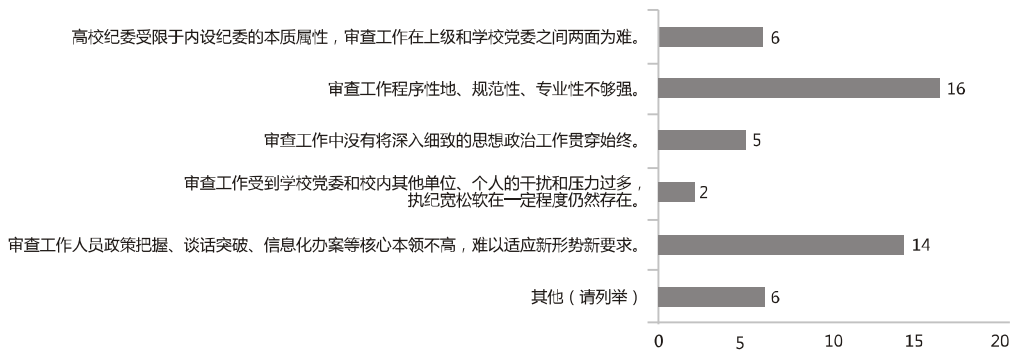 高校纪委受限于内设纪委的本质属性，审查工作在上级和学校党委之间两面为难。
6
审查工作程序性地、规范性、专业性不够强。
16
审查工作中没有将深入细致的思想政治工作贯穿始终。
5
审查工作受到学校党委和校内其他单位、个人的干扰和压力过多，
执纪宽松软在一定程度仍然存在。
2
审查工作人员政策把握、谈话突破、信息化办案等核心本领不高，难以适应新形势新要求。
14
其他（请列举）
6
0 5 10 15 20